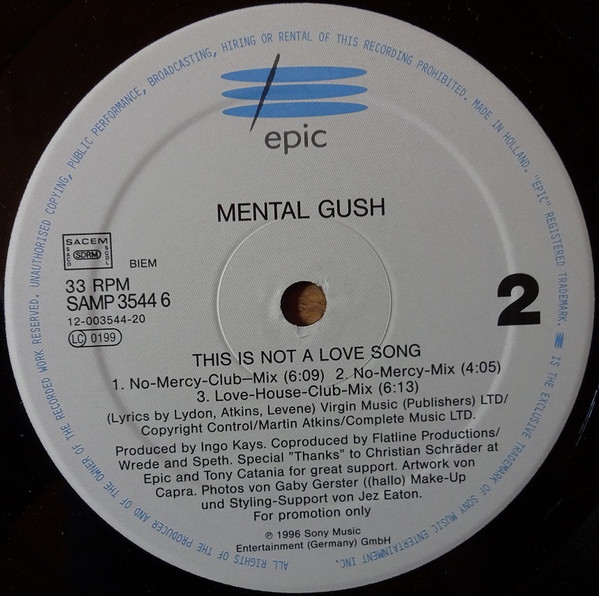 ALL RIGHTS OF THE PRODUCER AND OF THE OWNER OF THE RECORDED WORK RESERVED. UNAUTHORISED COPYING, PUBLIC PERFORMANCE, BROADCASTING, HIRING OR RENTAL OF THIS RECORDING PROHIBITED. MADE IN HOLLAND. "EPIC" REGISTERED TRADEMARK. IS THE EXCLUSIVE TRADEMARK OF SONY MUSIC ENTERTAINMENT INC.
epic
MENTAL GUSH
SACEM
SACD SDRM SGDL
BIEM
33 RPM
SAMP 3544 6
12-003544-20
LC 0199
2
THIS IS NOT A LOVE SONG
1. No-Mercy-Club-Mix (6:09) 2. No-Mercy-Mix (4:05)
3. Love-House-Club-Mix (6:13)
(Lyrics by Lydon, Atkins, Levene) Virgin Music (Publishers) LTD/
Copyright Control/Martin Atkins/Complete Music LTD.
Produced by Ingo Kays. Coproduced by Flatline Productions/
Wrede and Speth. Special "Thanks" to Christian Schräder at
Epic and Tony Catania for great support. Artwork von
Capra. Photos von Gaby Gerster ((hallo) Make-Up
und Styling-Support von Jez Eaton.
For promotion only
℗ 1996 Sony Music
Entertainment (Germany) GmbH